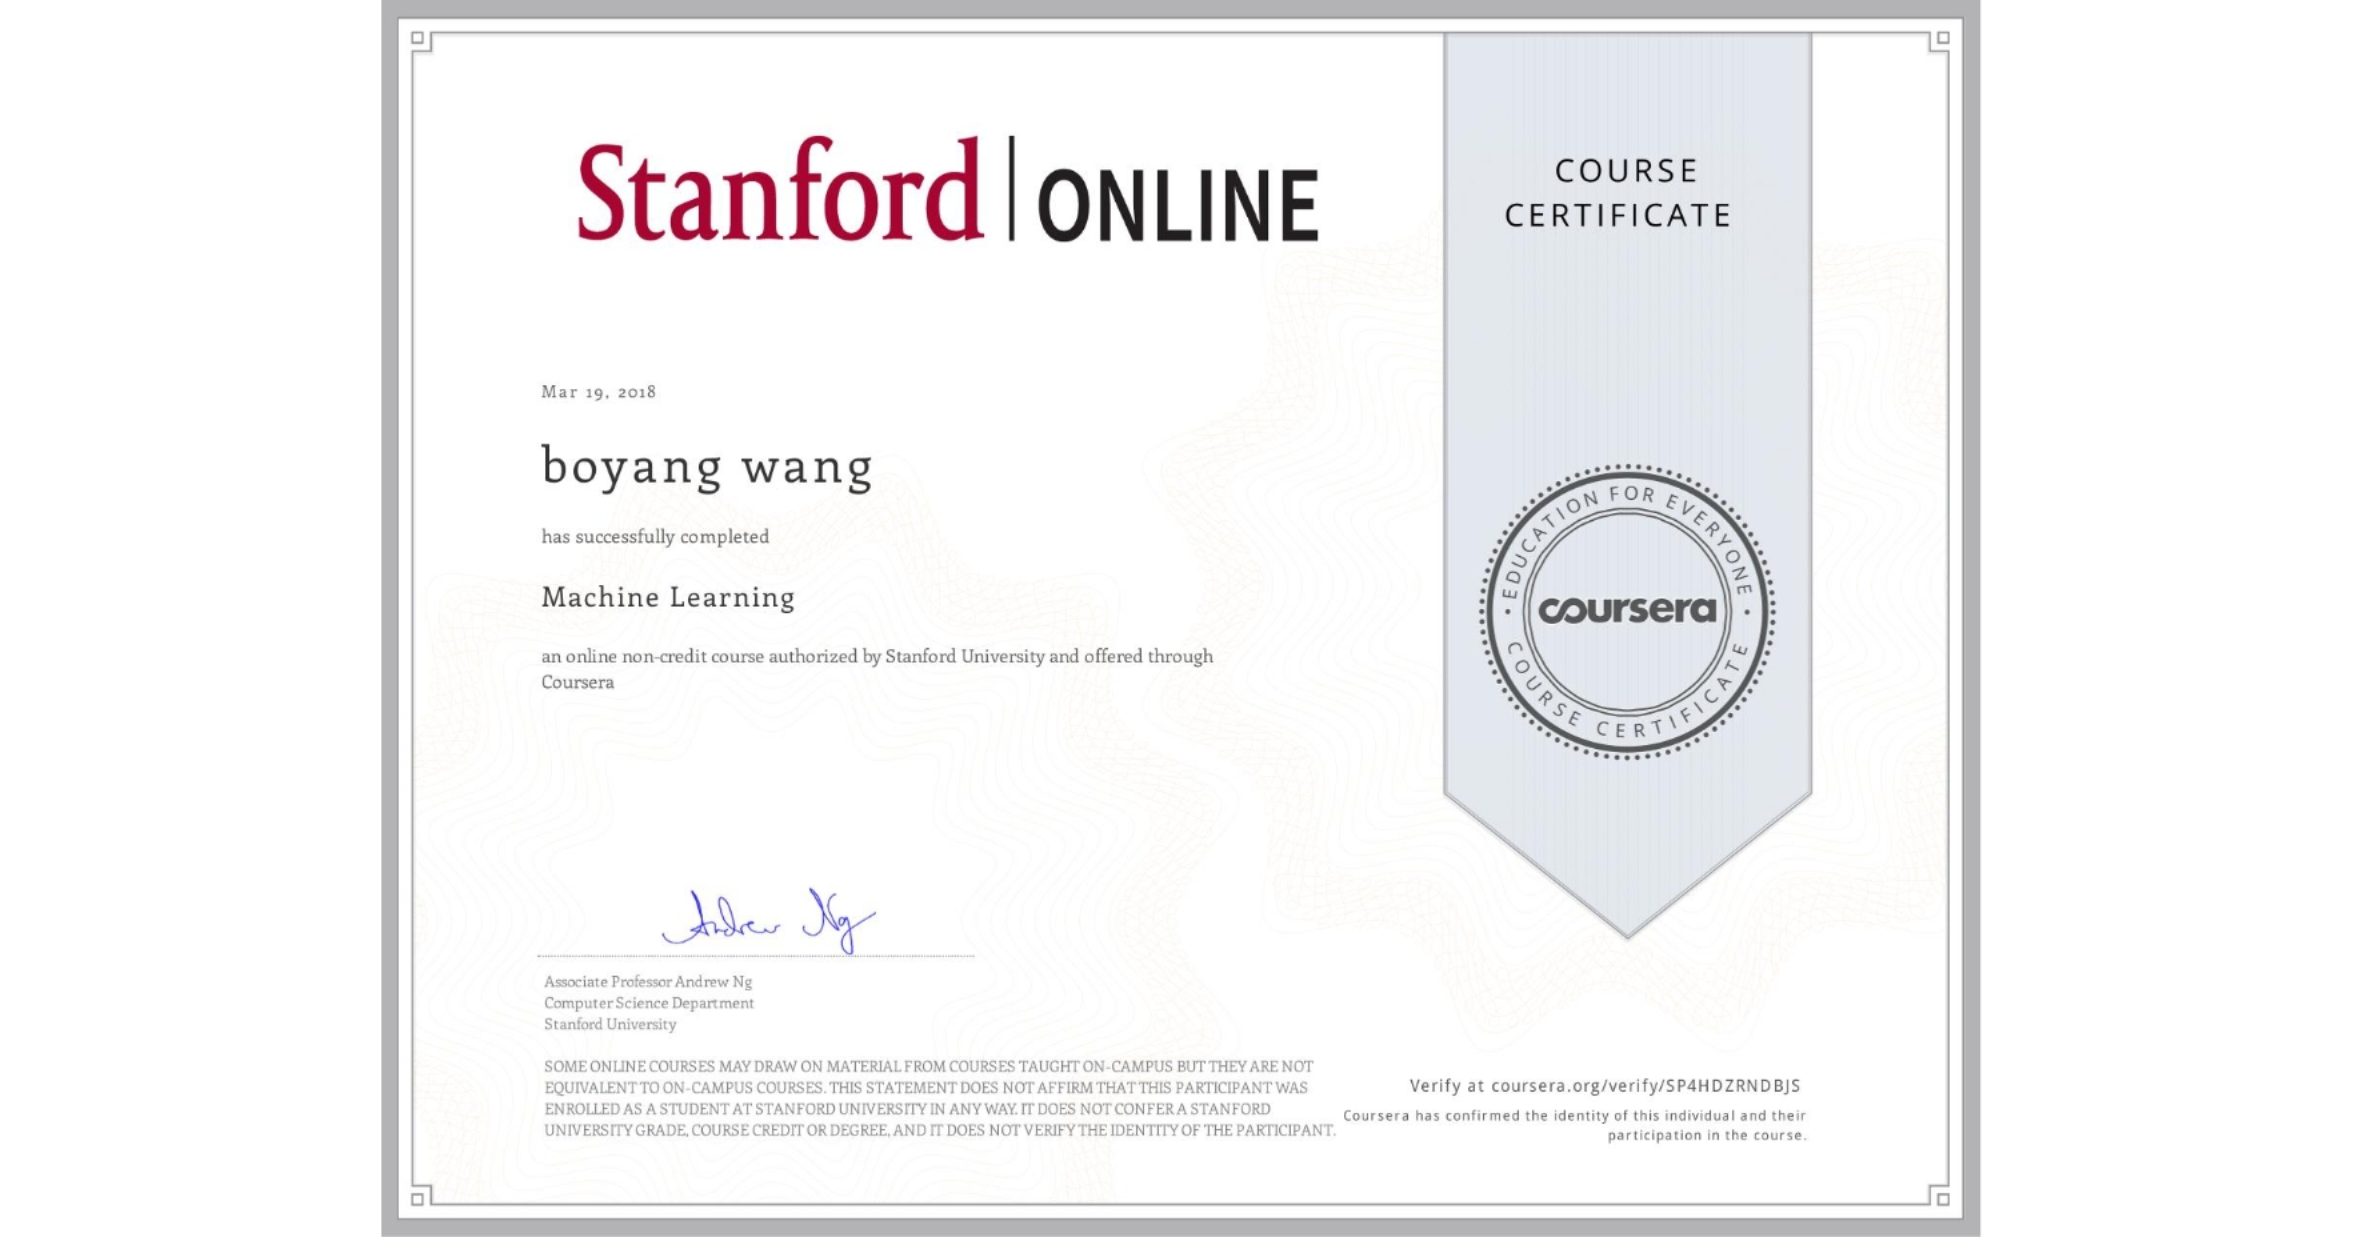 Stanford | ONLINE
COURSE
CERTIFICATE
Mar 19, 2018
boyang wang
has successfully completed
Machine Learning
an online non-credit course authorized by Stanford University and offered through
Coursera
EDUCATION FOR EVERYONE
coursera
COURSE CERTIFICATE
Andrew Ng
Associate Professor Andrew Ng
Computer Science Department
Stanford University
SOME ONLINE COURSES MAY DRAW ON MATERIAL FROM COURSES TAUGHT ON-CAMPUS BUT THEY ARE NOT
EQUIVALENT TO ON-CAMPUS COURSES. THIS STATEMENT DOES NOT AFFIRM THAT THIS PARTICIPANT WAS
ENROLLED AS A STUDENT AT STANFORD UNIVERSITY IN ANY WAY. IT DOES NOT CONFER A STANFORD
UNIVERSITY GRADE, COURSE CREDIT OR DEGREE, AND IT DOES NOT VERIFY THE IDENTITY OF THE PARTICIPANT.
Verify at coursera.org/verify/SP4HDZRNDBJS
Coursera has confirmed the identity of this individual and their
participation in the course.